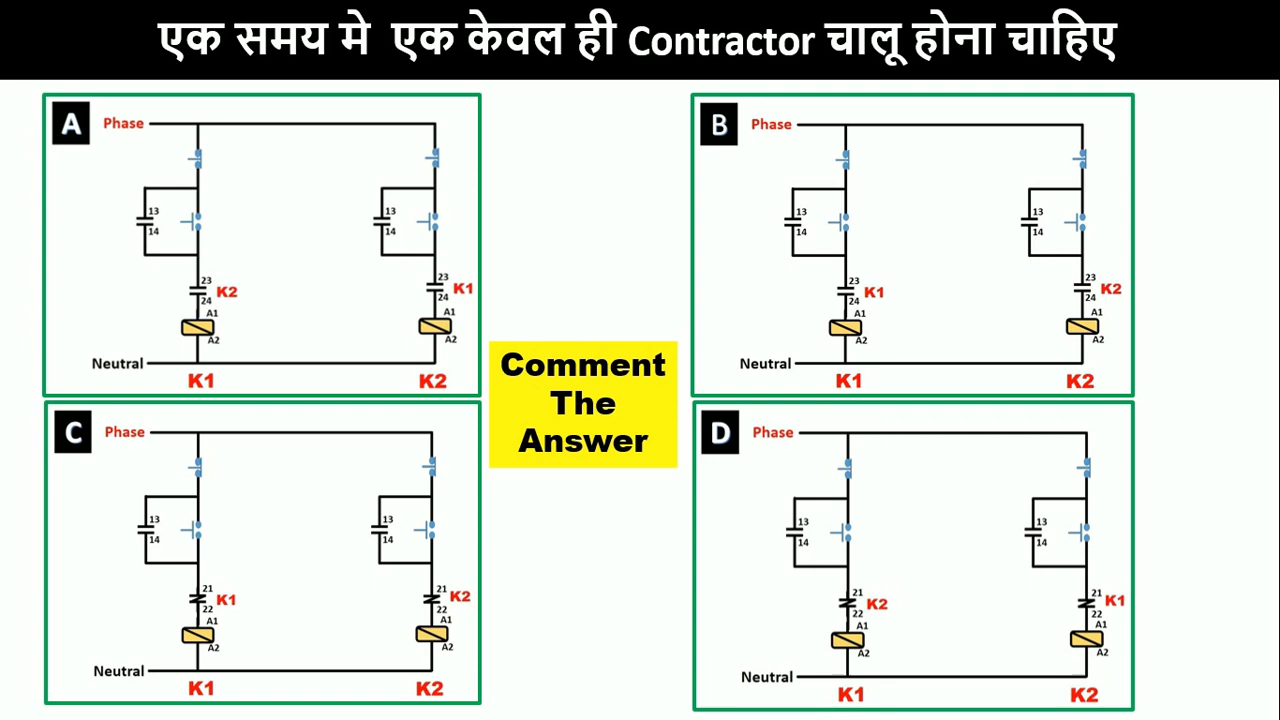 एक समय मे एक केवल ही Contractor चालू होना चाहिए
A
Phase
13
14
23
K2
24
A1
A2
13
14
23
K1
24
A1
A2
Neutral
K1
K2
B
Phase
13
14
23
K1
24
A1
A2
13
14
23
K2
24
A1
A2
Neutral
K1
K2
Comment
The
Answer
C
Phase
13
14
21
K1
22
A1
A2
13
14
21
K2
22
A1
A2
Neutral
K1
K2
D
Phase
13
14
21
K2
22
A1
A2
13
14
21
K1
22
A1
A2
Neutral
K1
K2